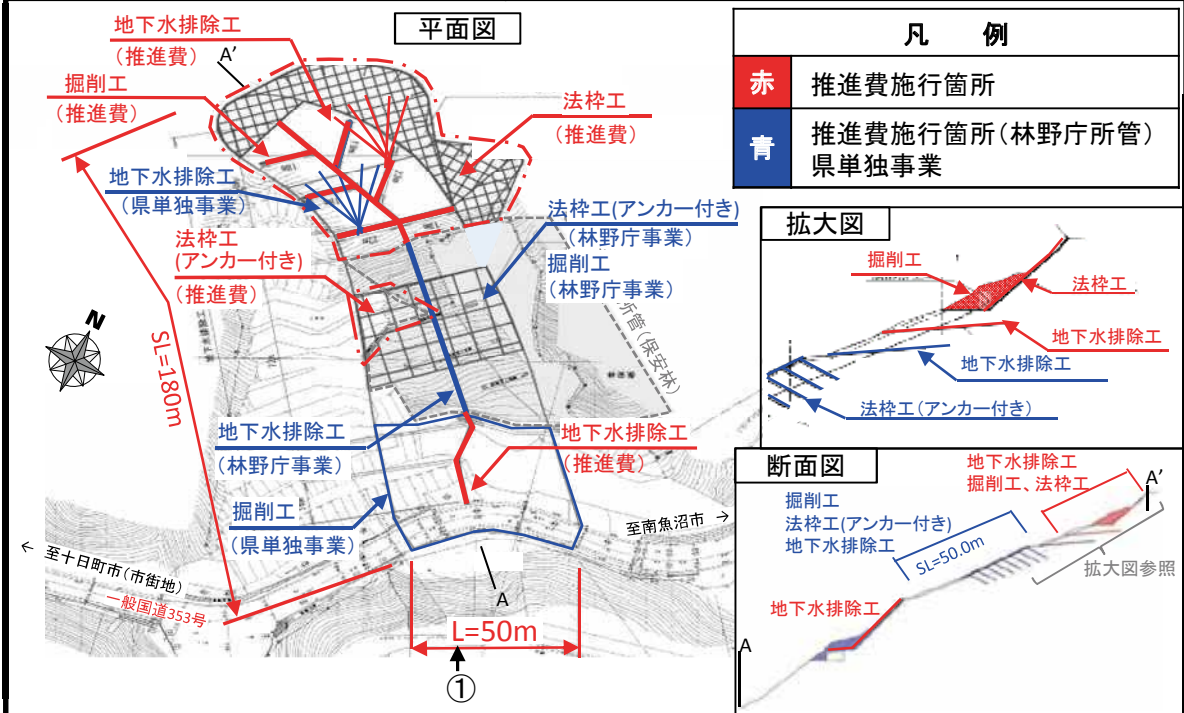 平面図
地下水排除工
(推進費)
A'
掘削工
(推進費)
法枠工
(推進費)
地下水排除工
(県単独事業)
法枠工(アンカー付き)
(林野庁事業)
掘削工
(林野庁事業)
法枠工
(アンカー付き)
(推進費)
所管(保安林)
N
SL=180m
地下水排除工
(林野庁事業)
地下水排除工
(推進費)
掘削工
(県単独事業)
至南魚沼市 →
← 至十日町市(市街地)
一般国道353号
A
L=50m
①
凡 例
赤 推進費施行箇所
青 推進費施行箇所(林野庁所管)
県単独事業
拡大図
掘削工
法枠工
地下水排除工
地下水排除工
法枠工(アンカー付き)
断面図
地下水排除工
掘削工、法枠工
A'
掘削工
法枠工(アンカー付き)
地下水排除工
SL=50.0m
拡大図参照
地下水排除工
A